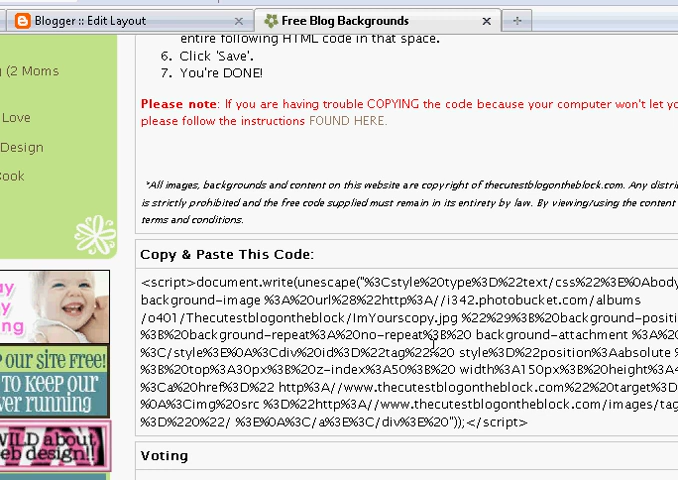 Blogger :: Edit Layout
Free Blog Backgrounds
entire following HTML code in that space.
6. Click 'Save'.
7. You're DONE!
(2 Moms
Love
Design
Book
Please note: If you are having trouble COPYING the code because your computer won't let yo
please follow the instructions FOUND HERE.
*All images, backgrounds and content on this website are copyright of thecutestblogontheblock.com. Any distri
is strictly prohibited and the free code supplied must remain in its entirety by law. By viewing/using the content
terms and conditions.
Copy & Paste This Code:
<script>document.write(unescape("%3Cstyle%20type%3D%22text/css%22%3E%0Abody
background-image %3A%20url%28%22http%3A//i342.photobucket.com/albums
/o401/Thecutestblogontheblock/ImYourscopy.jpg %22%29%3B%20background-positi
%3B%20background-repeat%3A%20no-repeat%3B%20 background-attachment %3A%20
%3C/style%3E%0A%3Cdiv%20id%3D%22tag%22%20 style%3D%22position%3Aabsolute %
%3B%20top%3A30px%3B%20z-index%3A50%3B%20 width%3A150px%3B%20height%3A4
%3Ca%20href%3D%22 http%3A//www.thecutestblogontheblock.com%22%20target%3D
%0A%3Cimg%20src %3D%22http%3A//www.thecutestblogontheblock.com/images/tag
%3D%220%22/ %3E%0A%3C/a%3E%3C/div%3E%20"));</script>
Voting
ay
y
ng
our site Free!
to keep our
ver running
WILD about
eb design!!